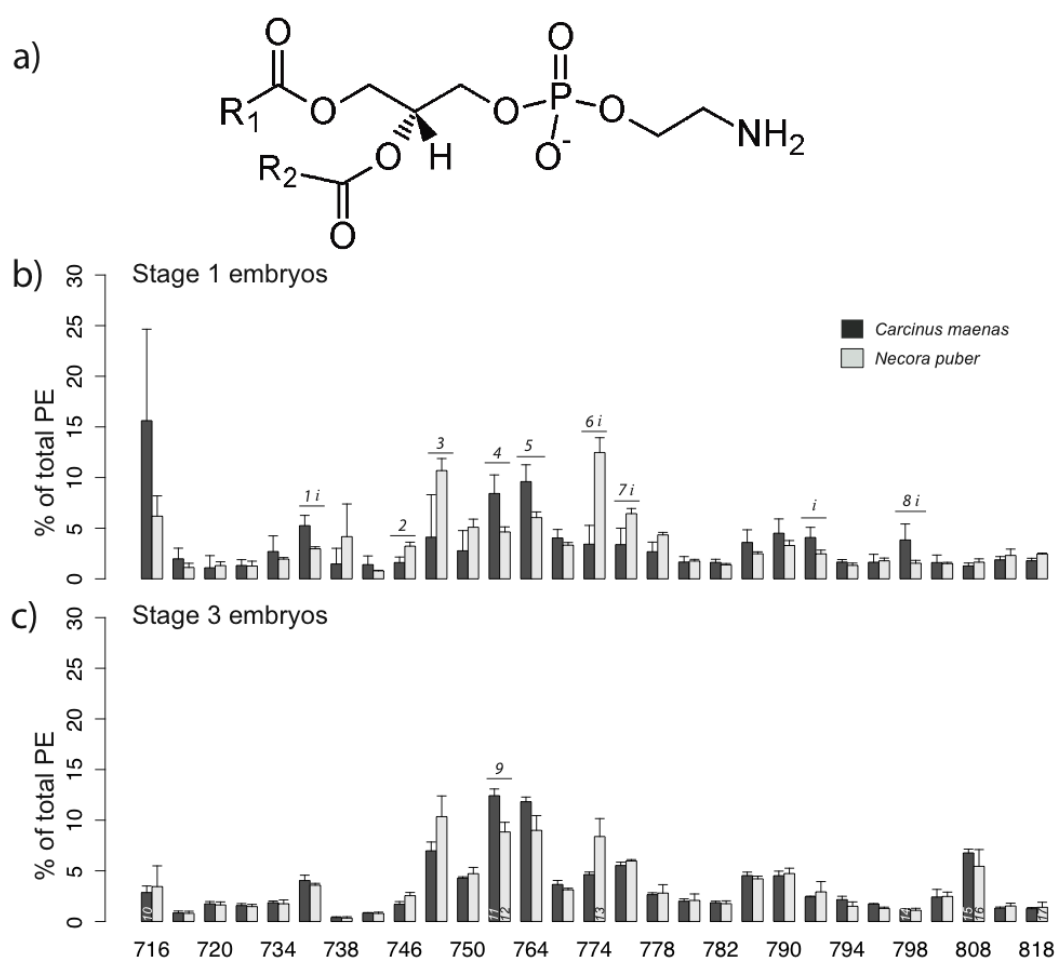 a)
O
R1
O
O
H
R2
O
O
P
O
O-
O
NH2
b)
Stage 1 embryos
% of total PE
30
25
20
15
10
5
0
Carcinus maenas
Necora puber
1 i
2
3
4
5
6 i
7 i
i
8 i
c)
Stage 3 embryos
% of total PE
30
25
20
15
10
5
0
9
10
11
12
13
14
15
16
17
716 720 734 738 746 750 764 774 778 782 790 794 798 808 818